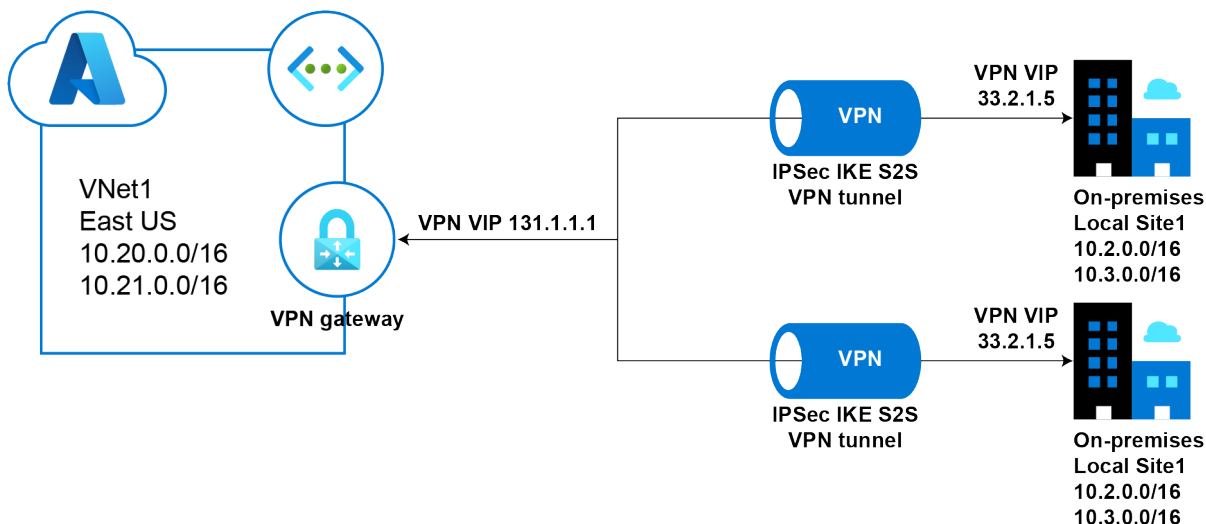 VNet1
East US
10.20.0.0/16
10.21.0.0/16
VPN gateway
VPN VIP 131.1.1.1
VPN
IPSec IKE S2S
VPN tunnel
VPN VIP
33.2.1.5
On-premises
Local Site1
10.2.0.0/16
10.3.0.0/16
VPN
IPSec IKE S2S
VPN tunnel
VPN VIP
33.2.1.5
On-premises
Local Site1
10.2.0.0/16
10.3.0.0/16